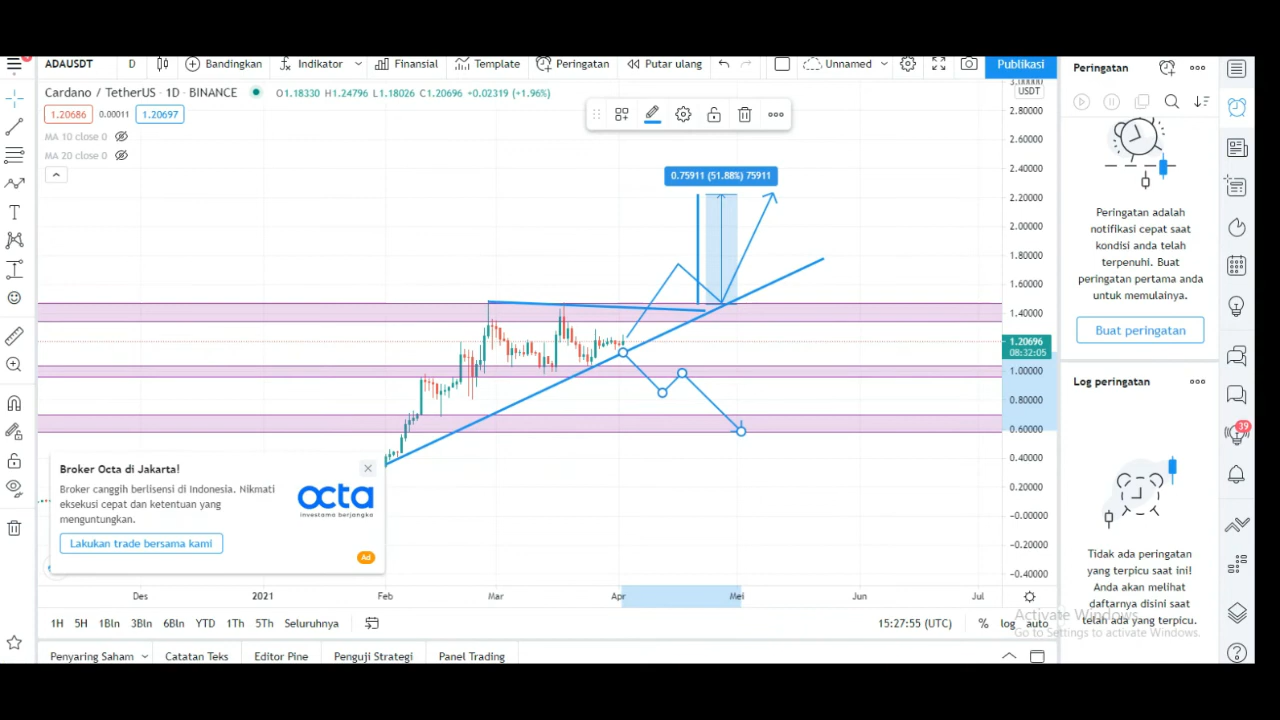 ADAUSDT D Bandingkan Indikator Finansial Template Peringatan Putar ulang Unnamed Publikasi
Cardano / TetherUS · 1D · BINANCE O1.18330 H1.24796 L1.18026 C1.20696 +0.02319 (+1.96%)
1.20686 0.00011 1.20697
MA 10 close 0
MA 20 close 0
0.75911 (51.88%) 75911
3.00000
USDT
2.80000
2.60000
2.40000
2.20000
2.00000
1.80000
1.60000
1.40000
1.20696
08:32:05
1.00000
0.80000
0.60000
0.40000
0.20000
−0.00000
−0.20000
−0.40000
Broker Octa di Jakarta!
Broker canggih berlisensi di Indonesia. Nikmati
eksekusi cepat dan ketentuan yang
menguntungkan.
Lakukan trade bersama kami
octa
investama berjangka
Ad
Des 2021 Feb Mar Apr Mei Jun Jul
1H 5H 1Bln 3Bln 6Bln YTD 1Th 5Th Seluruhnya
15:27:55 (UTC) % log auto
Penyaring Saham Catatan Teks Editor Pine Penguji Strategi Panel Trading
Peringatan
Peringatan adalah
notifikasi cepat saat
kondisi anda telah
terpenuhi. Buat
peringatan pertama anda
untuk memulainya.
Buat peringatan
Log peringatan
Tidak ada peringatan
yang terpicu saat ini!
Anda akan melihat
daftarnya disini saat
telah ada yang terpicu.
39
Activate Windows
Go to Settings to activate Windows.